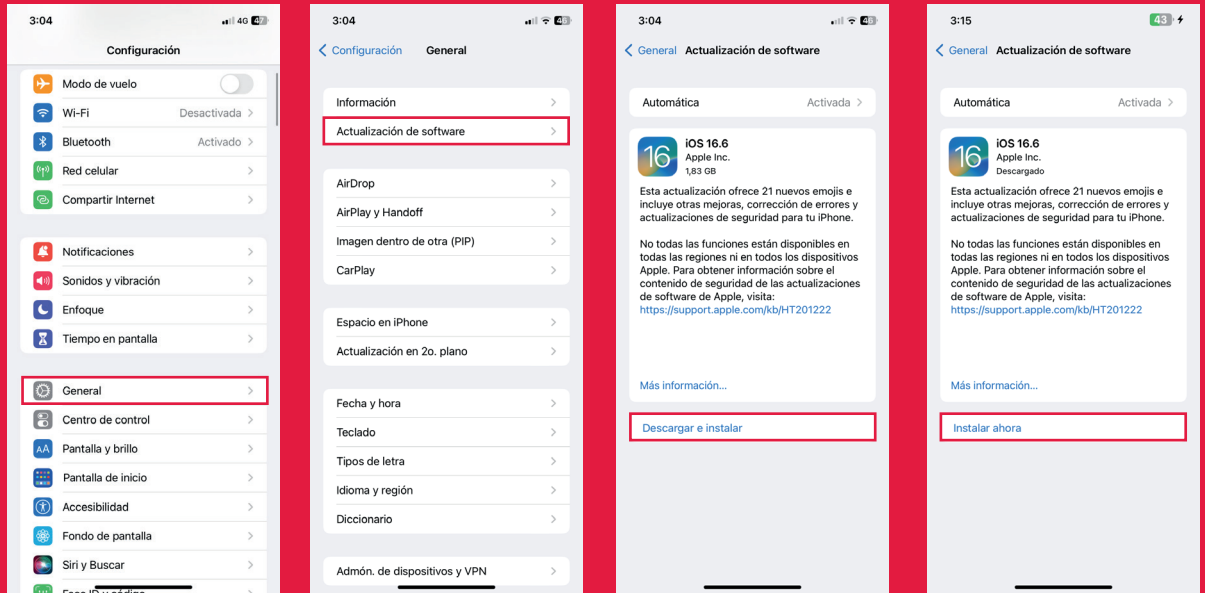 3:04
4G 47
Configuración
Modo de vuelo
Wi-Fi Desactivada
Bluetooth Activado
Red celular
Compartir Internet
Notificaciones
Sonidos y vibración
Enfoque
Tiempo en pantalla
General
Centro de control
AA Pantalla y brillo
Pantalla de inicio
Accesibilidad
Fondo de pantalla
Siri y Buscar
3:04
46
Configuración General
Información
Actualización de software
AirDrop
AirPlay y Handoff
Imagen dentro de otra (PIP)
CarPlay
Espacio en iPhone
Actualización en 2o. plano
Fecha y hora
Teclado
Tipos de letra
Idioma y región
Diccionario
Admón. de dispositivos y VPN
3:04
46
General Actualización de software
Automática Activada
16
iOS 16.6
Apple Inc.
1,83 GB
Esta actualización ofrece 21 nuevos emojis e
incluye otras mejoras, corrección de errores y
actualizaciones de seguridad para tu iPhone.
No todas las funciones están disponibles en
todas las regiones ni en todos los dispositivos
Apple. Para obtener información sobre el
contenido de seguridad de las actualizaciones
de software de Apple, visita:
https://support.apple.com/kb/HT201222
Más información...
Descargar e instalar
3:15
43
General Actualización de software
Automática Activada
16
iOS 16.6
Apple Inc.
Descargado
Esta actualización ofrece 21 nuevos emojis e
incluye otras mejoras, corrección de errores y
actualizaciones de seguridad para tu iPhone.
No todas las funciones están disponibles en
todas las regiones ni en todos los dispositivos
Apple. Para obtener información sobre el
contenido de seguridad de las actualizaciones
de software de Apple, visita:
https://support.apple.com/kb/HT201222
Más información...
Instalar ahora